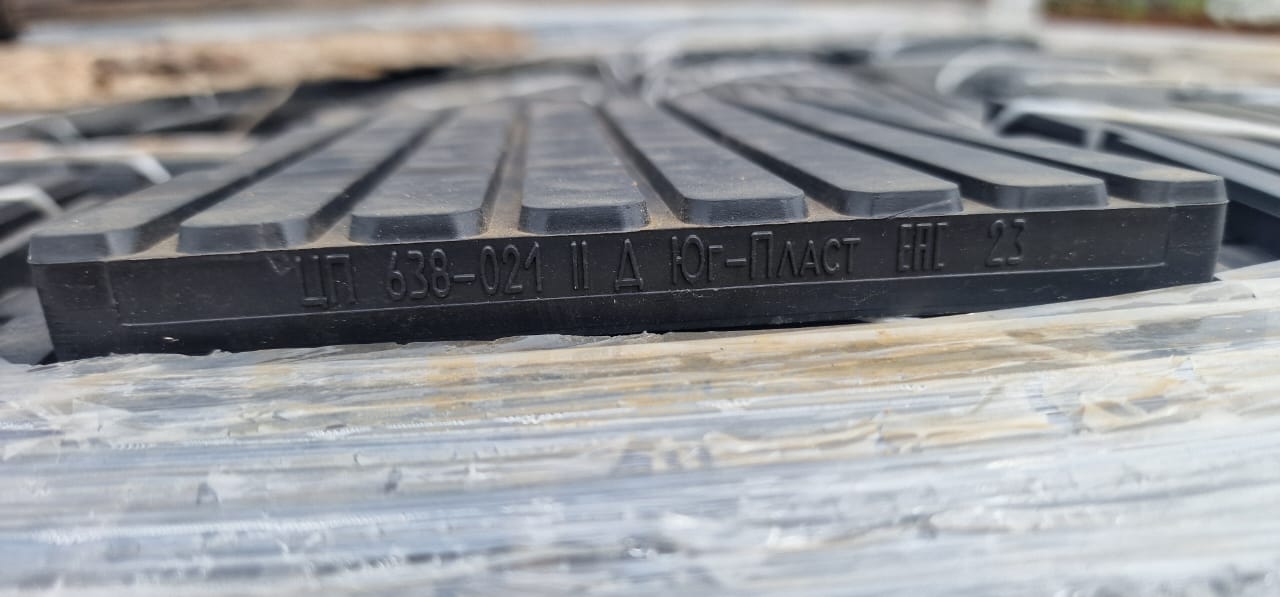 ЦП 638-021 II Д Юг-Пласт ЕАС 23